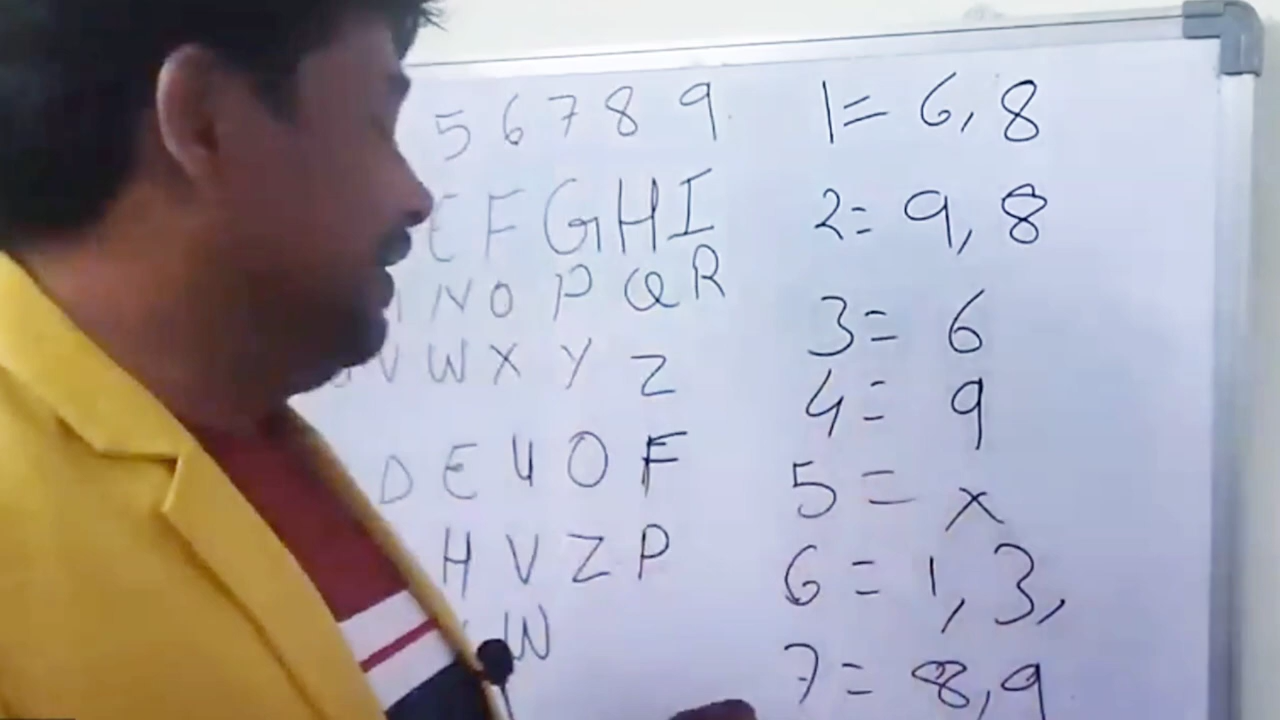 5 6 7 8 9
E F G H I
N O P Q R
V W X Y Z
D E U O F
H V Z P
W
1 = 6, 8
2 = 9, 8
3 = 6
4 = 9
5 = x
6 = 1, 3,
7 = 8, 9